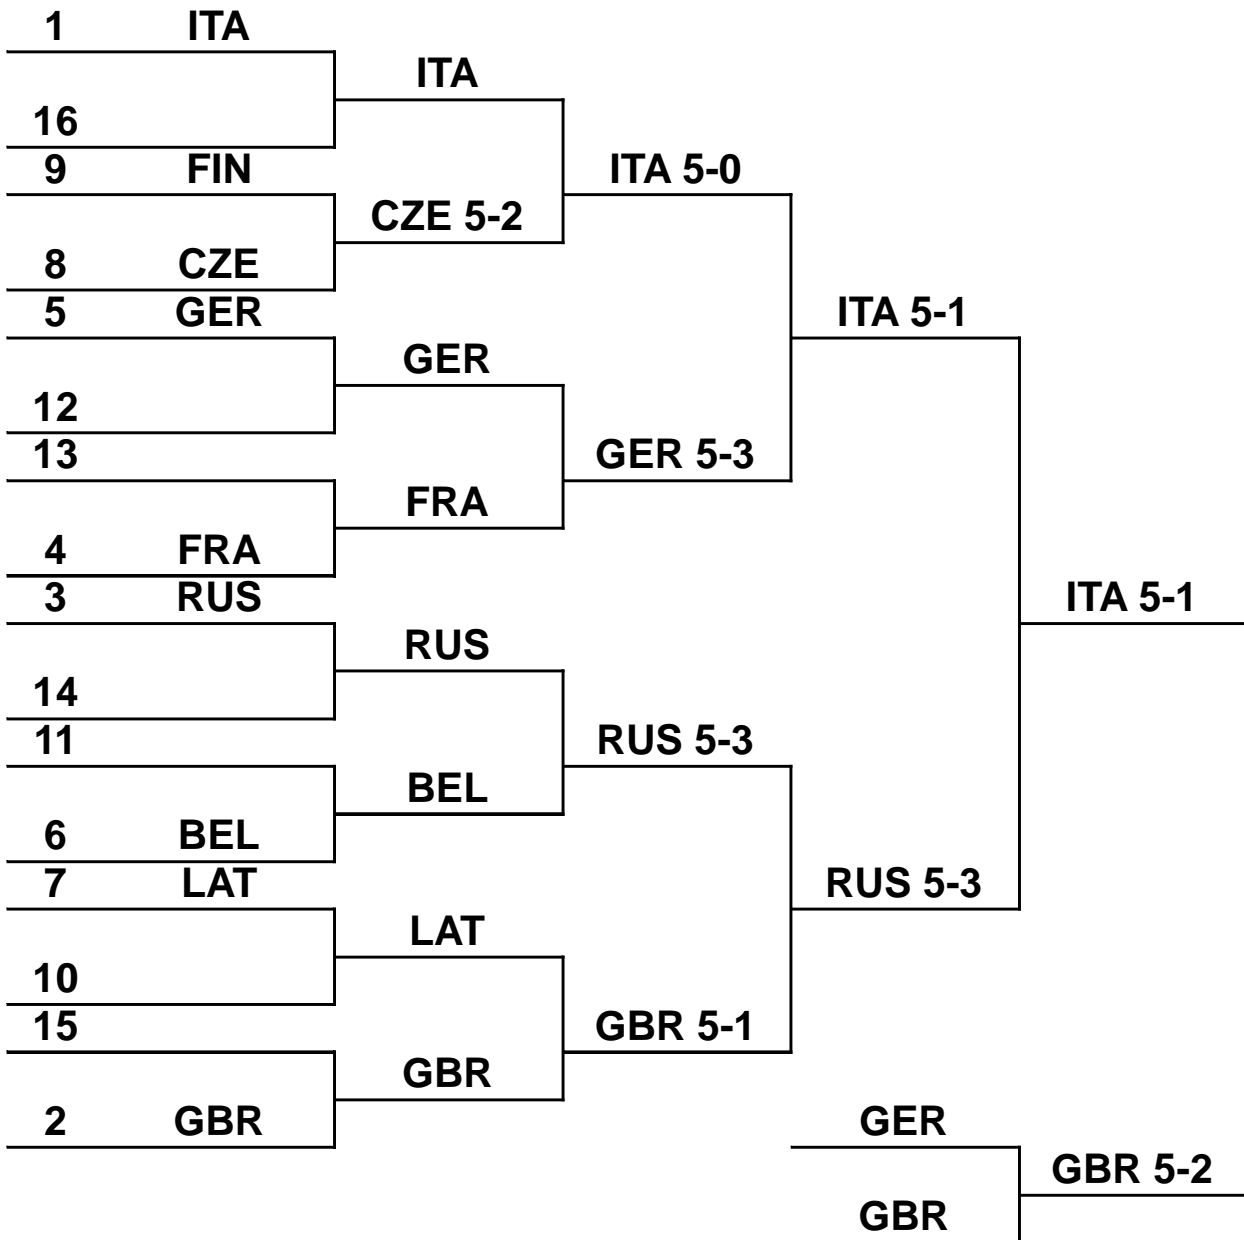 1 ITA
ITA
16
9 FIN
ITA 5-0
CZE 5-2
8 CZE
5 GER
ITA 5-1
GER
12
13
GER 5-3
FRA
4 FRA
3 RUS
ITA 5-1
RUS
14
11
RUS 5-3
BEL
6 BEL
7 LAT
RUS 5-3
LAT
10
15
GBR 5-1
GBR
2 GBR
GER
GBR 5-2
GBR